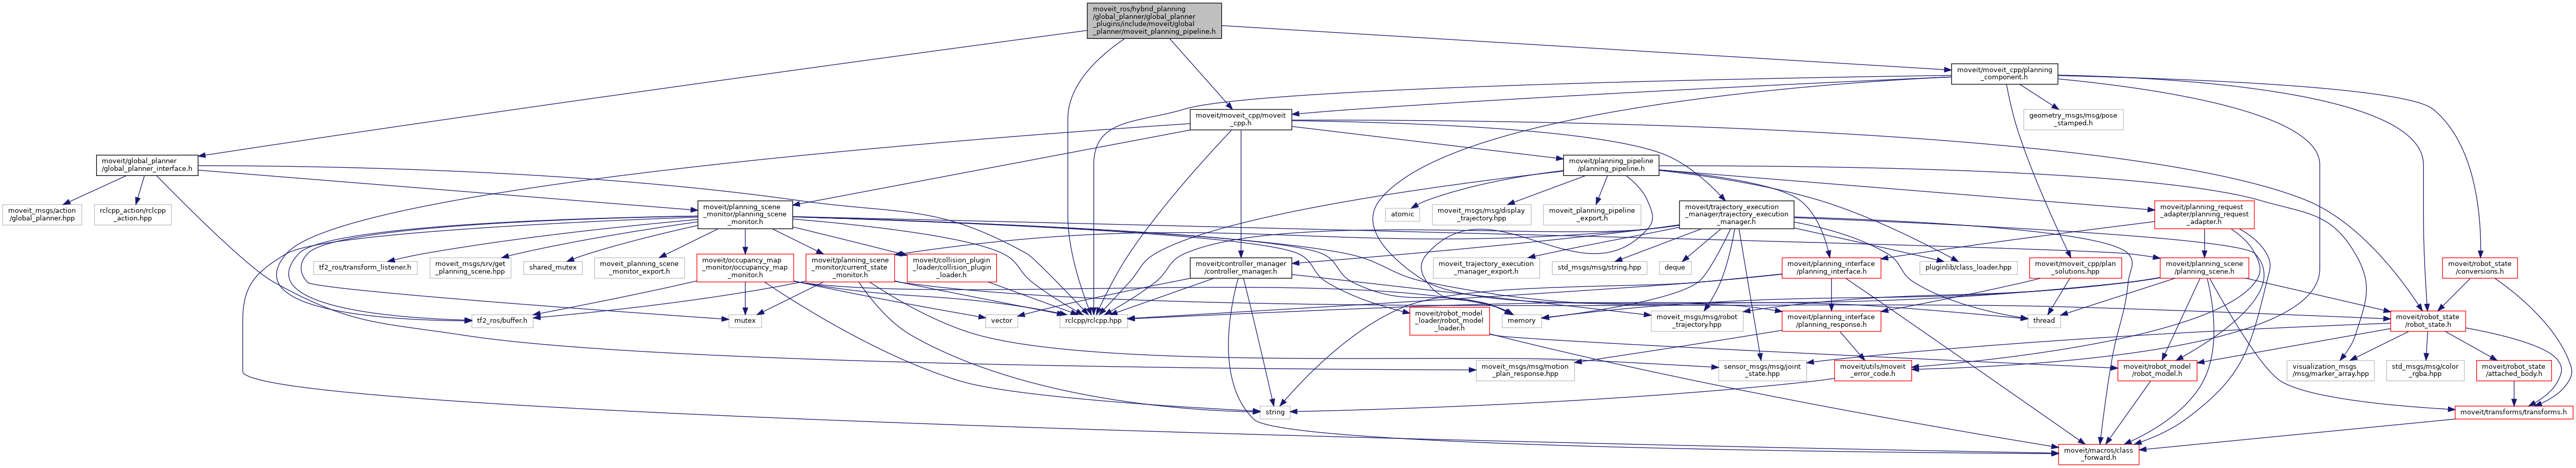 moveit_ros/hybrid_planning
/global_planner/global_planner
_plugins/include/moveit/global
_planner/moveit_planning_pipeline.h
moveit/moveit_cpp/planning
_component.h
moveit/moveit_cpp/moveit
_cpp.h
geometry_msgs/msg/pose
_stamped.h
moveit/global_planner
/global_planner_interface.h
moveit/planning_pipeline
/planning_pipeline.h
moveit_msgs/action
/global_planner.hpp
rclcpp_action/rclcpp
_action.hpp
moveit/planning_scene
_monitor/planning_scene
_monitor.h
atomic
moveit_msgs/msg/display
_trajectory.hpp
moveit_planning_pipeline
_export.h
moveit/trajectory_execution
_manager/trajectory_execution
_manager.h
moveit/planning_request
_adapter/planning_request
_adapter.h
tf2_ros/transform_listener.h
moveit_msgs/srv/get
_planning_scene.hpp
shared_mutex
moveit_planning_scene
_monitor_export.h
moveit/occupancy_map
_monitor/occupancy_map
_monitor.h
moveit/planning_scene
_monitor/current_state
_monitor.h
moveit/collision_plugin
_loader/collision_plugin
_loader.h
moveit/controller_manager
/controller_manager.h
moveit_trajectory_execution
_manager_export.h
std_msgs/msg/string.hpp
deque
moveit/planning_interface
/planning_interface.h
pluginlib/class_loader.hpp
moveit/moveit_cpp/plan
_solutions.hpp
moveit/planning_scene
/planning_scene.h
moveit/robot_state
/conversions.h
tf2_ros/buffer.h
mutex
vector
rclcpp/rclcpp.hpp
moveit/robot_model
_loader/robot_model
_loader.h
memory
moveit_msgs/msg/robot
_trajectory.hpp
moveit/planning_interface
/planning_response.h
thread
moveit/robot_state
/robot_state.h
moveit_msgs/msg/motion
_plan_response.hpp
sensor_msgs/msg/joint
_state.hpp
moveit/utils/moveit
_error_code.h
moveit/robot_model
/robot_model.h
visualization_msgs
/msg/marker_array.hpp
std_msgs/msg/color
_rgba.hpp
moveit/robot_state
/attached_body.h
string
moveit/transforms/transforms.h
moveit/macros/class
_forward.h